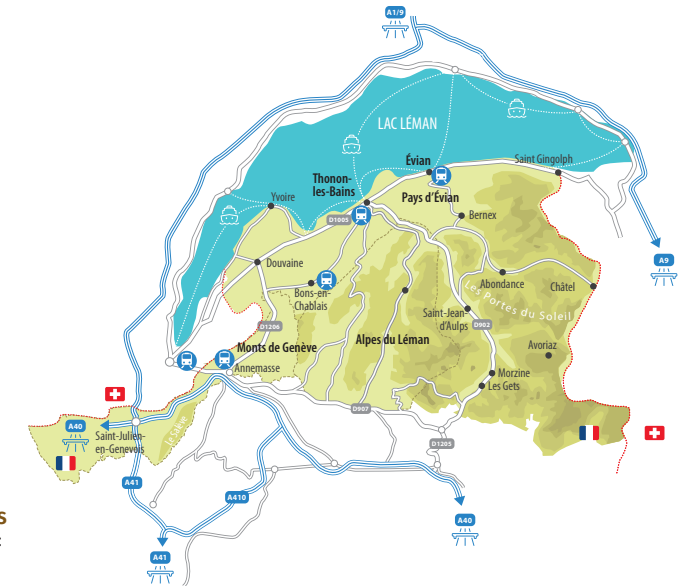 A1/9
LAC LÉMAN
Évian
Saint Gingolph
Thonon-
les-Bains
Pays d'Évian
Yvoire
D1005
Bernex
A9
Douvaine
Abondance
Châtel
Bons-en-
Chablais
Les Portes du Soleil
Saint-Jean-
d'Aulps
D1206
D902
Monts de Genève
Alpes du Léman
Avoriaz
Annemasse
Morzine
Les Gets
D907
A40
Saint-Julien-
en-Genevois
D1205
A41
A410
A40
A41
S